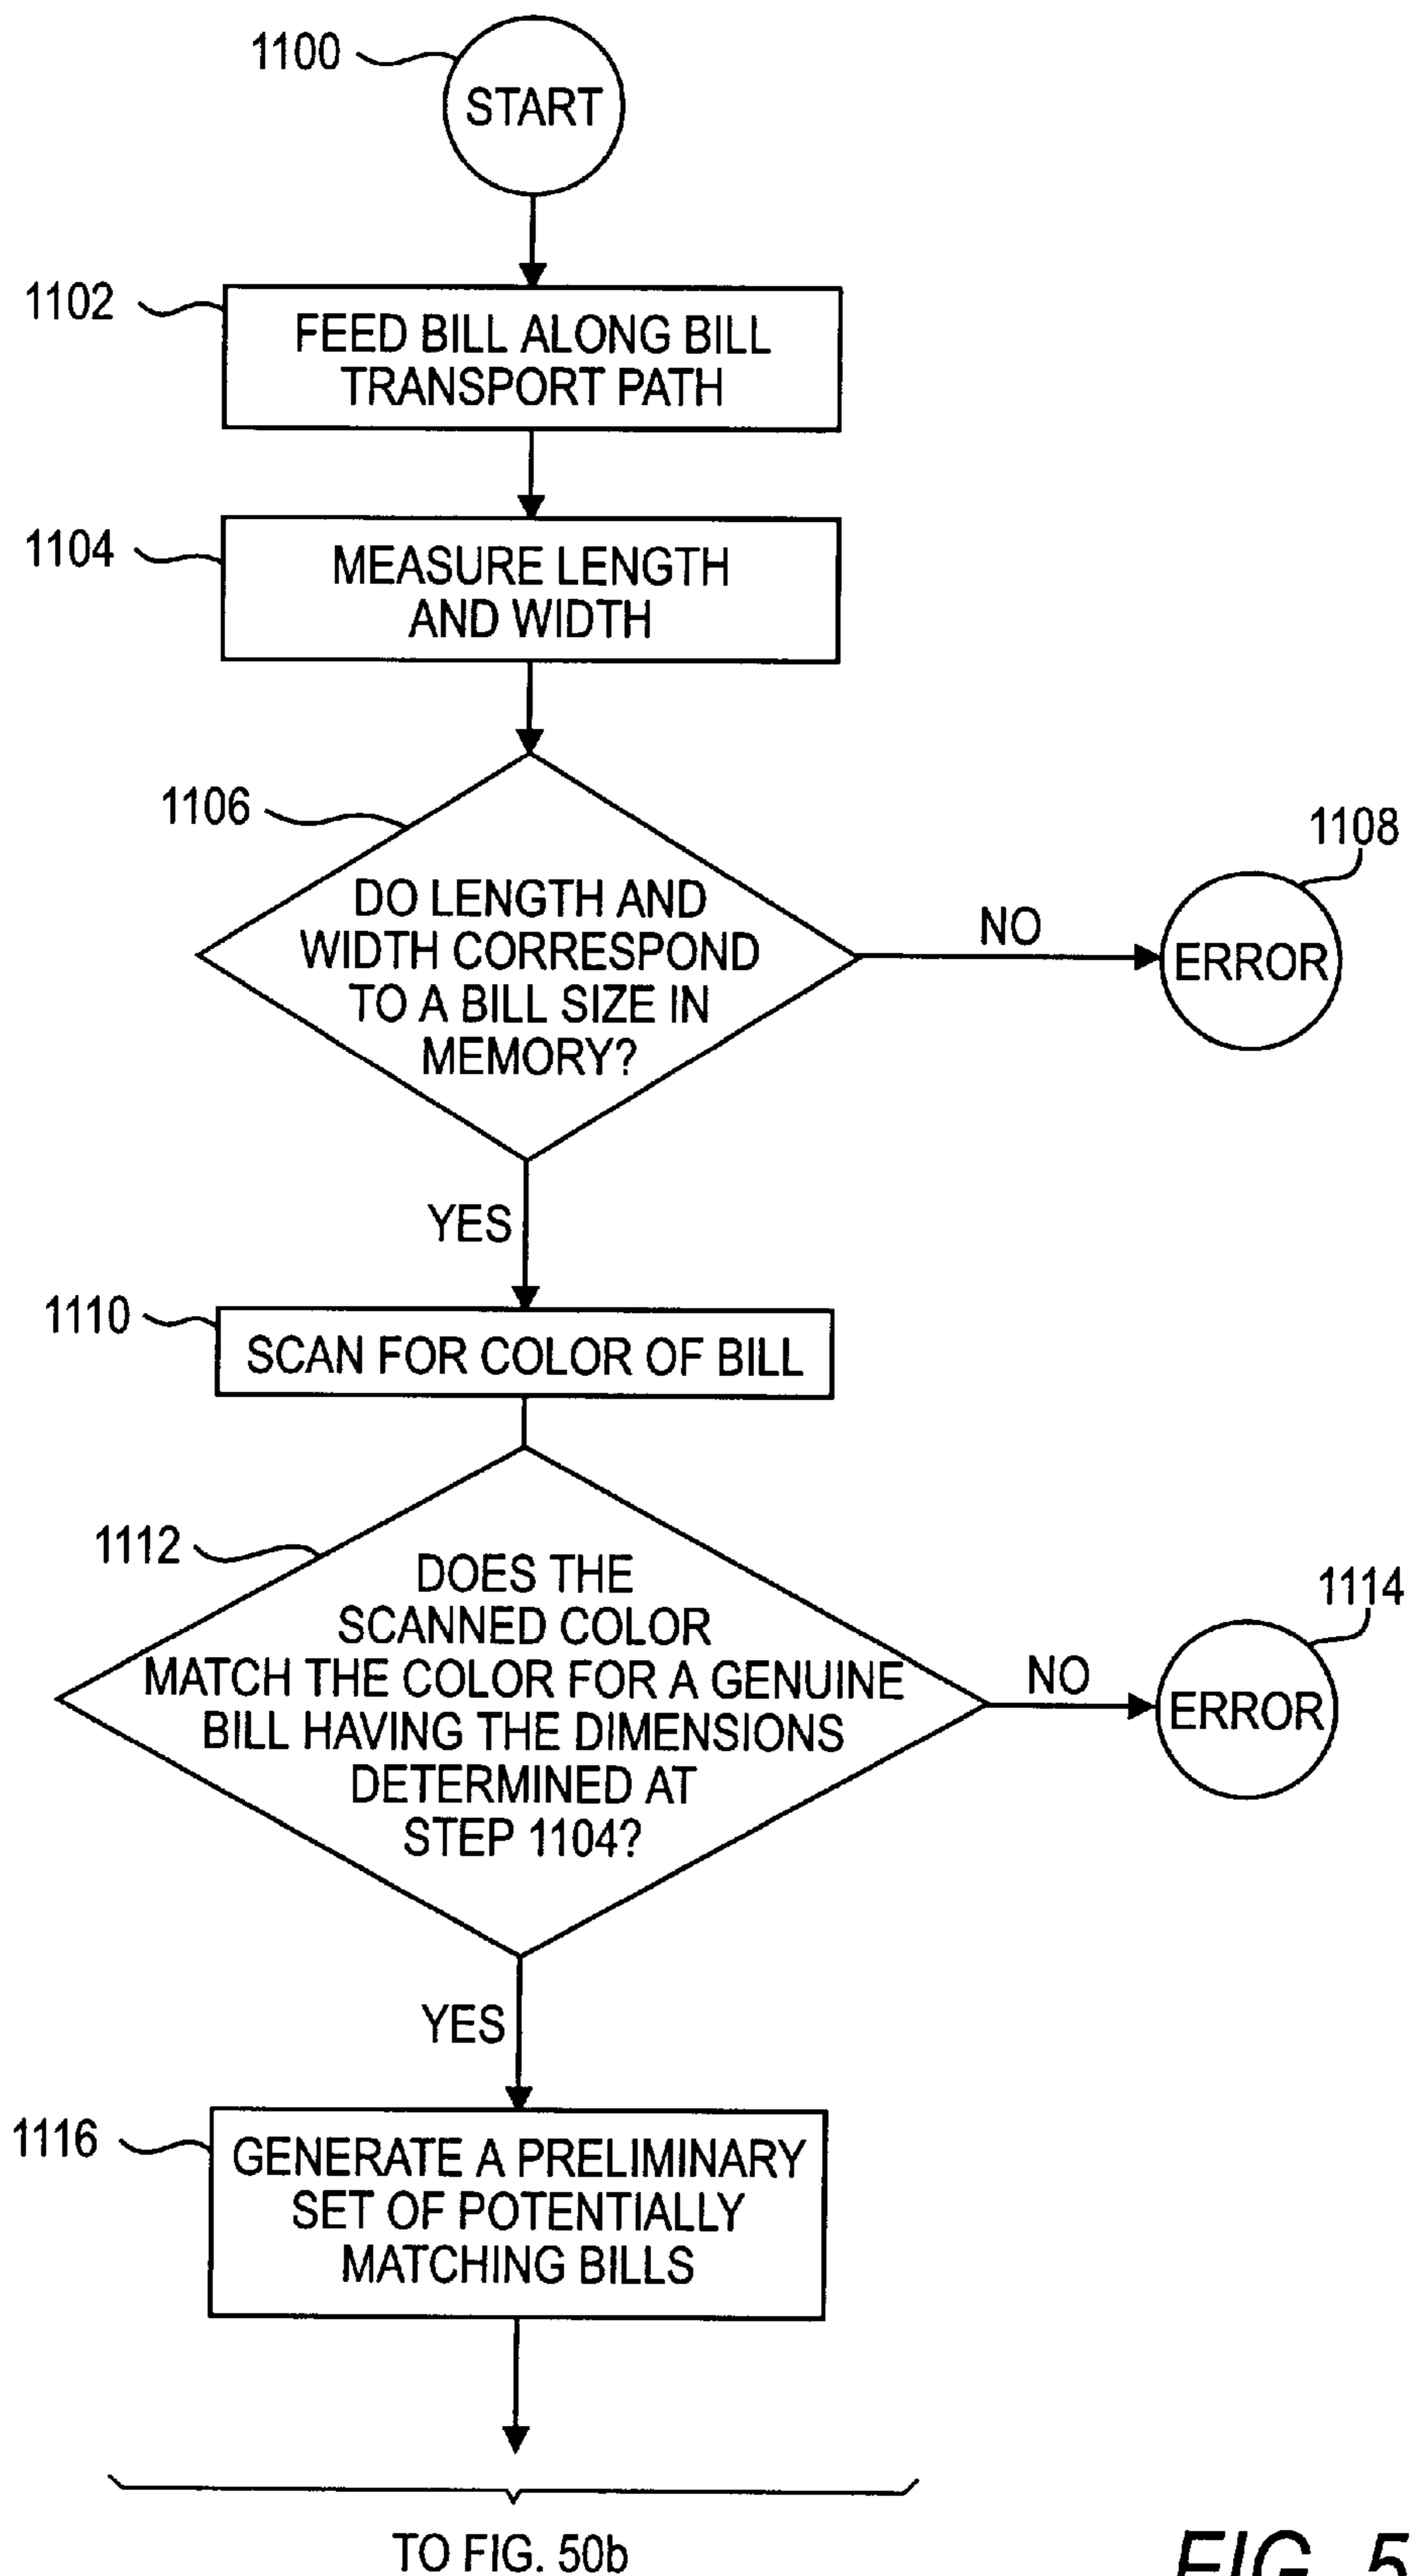 1100
START
1102
FEED BILL ALONG BILL
TRANSPORT PATH
1104
MEASURE LENGTH
AND WIDTH
1106
DO LENGTH AND
WIDTH CORRESPOND
TO A BILL SIZE IN
MEMORY?
NO
1108
ERROR
YES
1110
SCAN FOR COLOR OF BILL
1112
DOES THE
SCANNED COLOR
MATCH THE COLOR FOR A GENUINE
BILL HAVING THE DIMENSIONS
DETERMINED AT
STEP 1104?
NO
1114
ERROR
YES
1116
GENERATE A PRELIMINARY
SET OF POTENTIALLY
MATCHING BILLS
TO FIG. 50b
FIG. 5